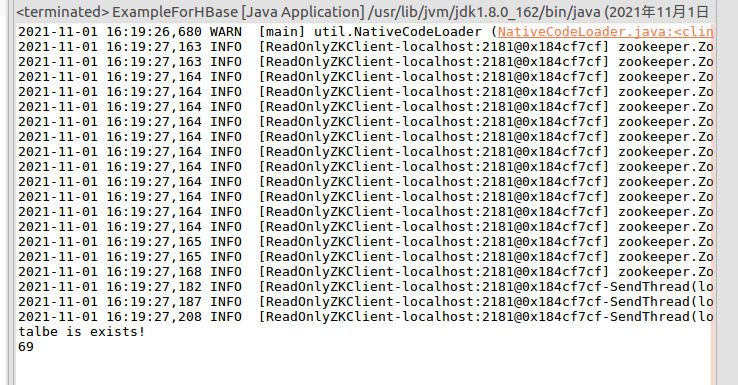 <terminated> ExampleForHBase [Java Application] /usr/lib/jvm/jdk1.8.0_162/bin/java (2021年11月1日
2021-11-01 16:19:26,680 WARN  [main] util.NativeCodeLoader (NativeCodeLoader.java:<clin
2021-11-01 16:19:27,163 INFO  [ReadOnlyZKClient-localhost:2181@0x184cf7cf] zookeeper.Zo
2021-11-01 16:19:27,163 INFO  [ReadOnlyZKClient-localhost:2181@0x184cf7cf] zookeeper.Zo
2021-11-01 16:19:27,164 INFO  [ReadOnlyZKClient-localhost:2181@0x184cf7cf] zookeeper.Zo
2021-11-01 16:19:27,164 INFO  [ReadOnlyZKClient-localhost:2181@0x184cf7cf] zookeeper.Zo
2021-11-01 16:19:27,164 INFO  [ReadOnlyZKClient-localhost:2181@0x184cf7cf] zookeeper.Zo
2021-11-01 16:19:27,164 INFO  [ReadOnlyZKClient-localhost:2181@0x184cf7cf] zookeeper.Zo
2021-11-01 16:19:27,164 INFO  [ReadOnlyZKClient-localhost:2181@0x184cf7cf] zookeeper.Zo
2021-11-01 16:19:27,164 INFO  [ReadOnlyZKClient-localhost:2181@0x184cf7cf] zookeeper.Zo
2021-11-01 16:19:27,164 INFO  [ReadOnlyZKClient-localhost:2181@0x184cf7cf] zookeeper.Zo
2021-11-01 16:19:27,164 INFO  [ReadOnlyZKClient-localhost:2181@0x184cf7cf] zookeeper.Zo
2021-11-01 16:19:27,164 INFO  [ReadOnlyZKClient-localhost:2181@0x184cf7cf] zookeeper.Zo
2021-11-01 16:19:27,164 INFO  [ReadOnlyZKClient-localhost:2181@0x184cf7cf] zookeeper.Zo
2021-11-01 16:19:27,165 INFO  [ReadOnlyZKClient-localhost:2181@0x184cf7cf] zookeeper.Zo
2021-11-01 16:19:27,165 INFO  [ReadOnlyZKClient-localhost:2181@0x184cf7cf] zookeeper.Zo
2021-11-01 16:19:27,168 INFO  [ReadOnlyZKClient-localhost:2181@0x184cf7cf] zookeeper.Zo
2021-11-01 16:19:27,182 INFO  [ReadOnlyZKClient-localhost:2181@0x184cf7cf-SendThread(lo
2021-11-01 16:19:27,187 INFO  [ReadOnlyZKClient-localhost:2181@0x184cf7cf-SendThread(lo
2021-11-01 16:19:27,208 INFO  [ReadOnlyZKClient-localhost:2181@0x184cf7cf-SendThread(lo
talbe is exists!
69